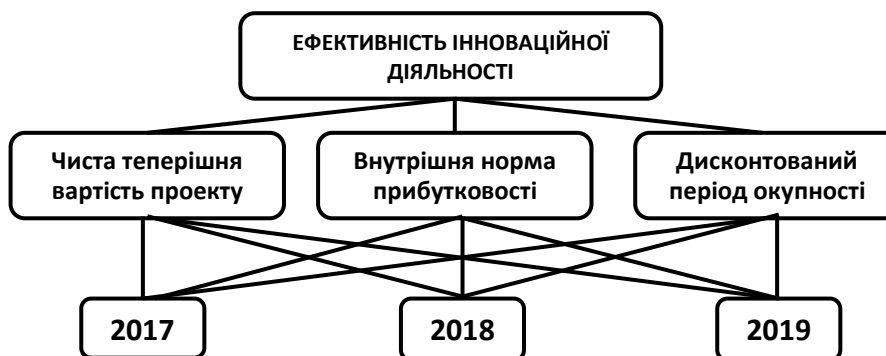 ЕФЕКТИВНІСТЬ ІННОВАЦІЙНОЇ
ДІЯЛЬНОСТІ
Чиста теперішня
вартість проекту
Внутрішня норма
прибутковості
Дисконтований
період окупності
2017
2018
2019